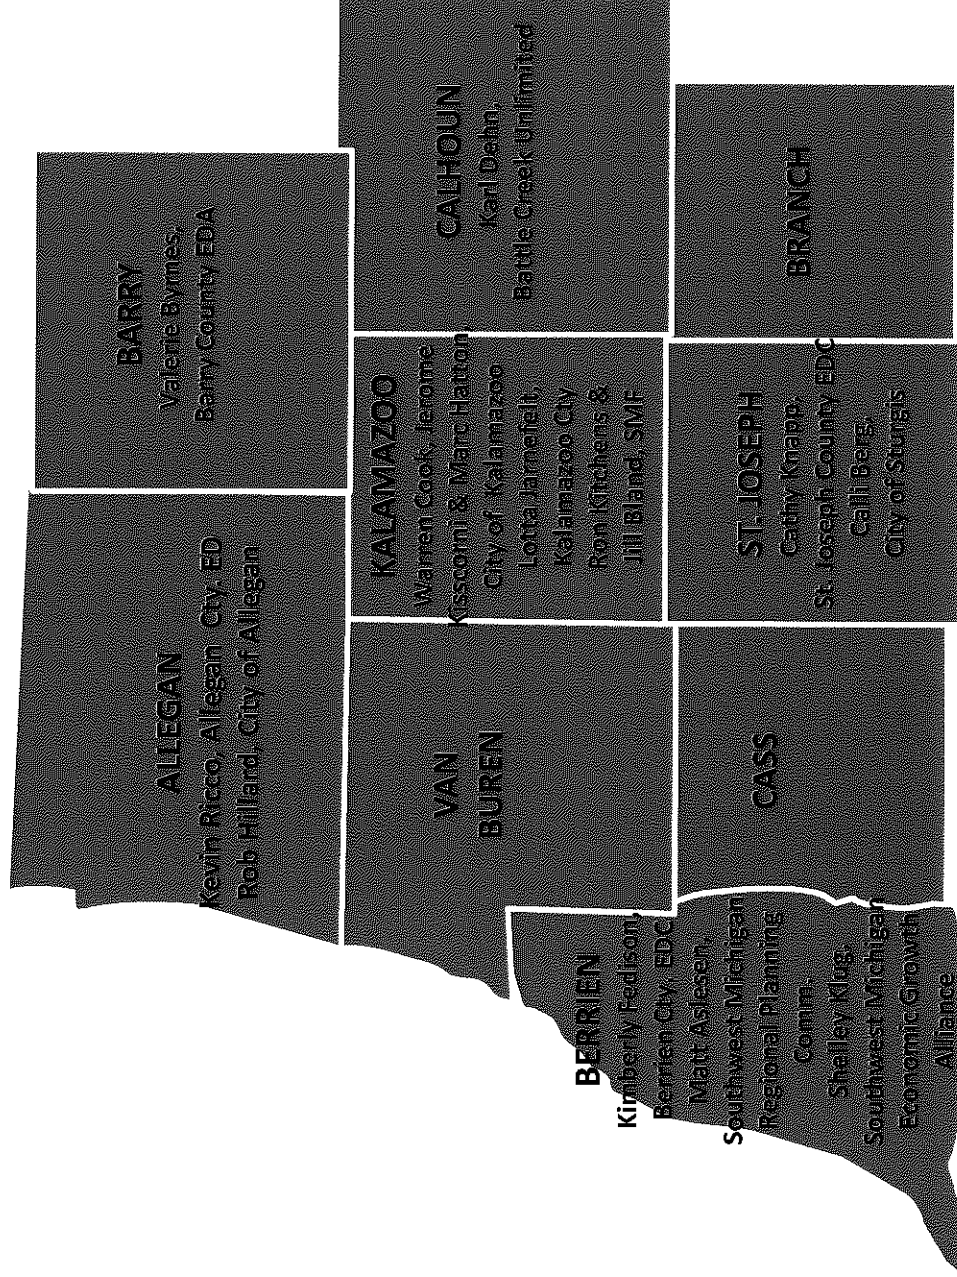 ALLEGAN
Kevin Ricco, Allegan Cty. ED
Rob Hillard, City of Allegan
BARRY
Valerie Byrnes,
Barry County EDA
VAN
BUREN
KALAMAZOO
Warren Cook, Jerome
Kisscorni & Marc Hatton,
City of Kalamazoo
Lotta Jarnefelt,
Kalamazoo Cty
Ron Kitchens &
Jill Bland, SMF
CALHOUN
Karl Dehn,
Battle Creek Unlimited
BERRIEN
Kimberly Fedison,
Berrien Cty. EDC
Matt Aslesen,
Southwest Michigan
Regional Planning
Comm.
Shelley Klug,
Southwest Michigan
Economic Growth
Alliance
CASS
ST. JOSEPH
Cathy Knapp,
St. Joseph County EDC
Calli Berg,
City of Sturgis
BRANCH